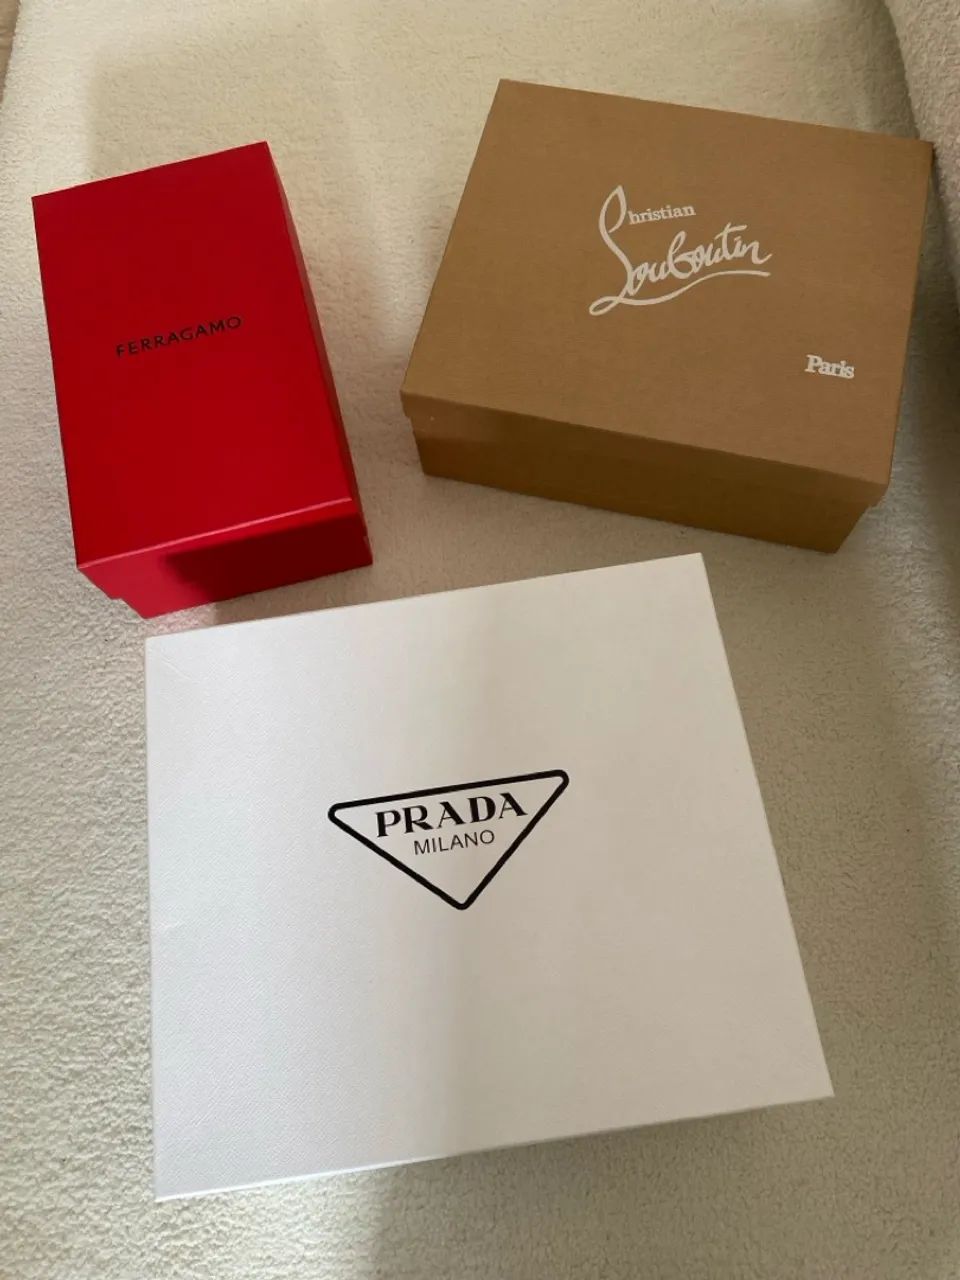 FERRAGAMO
Christian
Louboutin
Paris
PRADA
MILANO